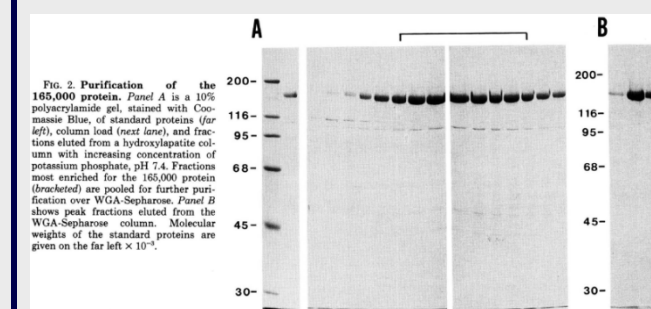 A
B
FIG. 2. Purification of the
165,000 protein. Panel A is a 10%
polyacrylamide gel, stained with Coo-
massie Blue, of standard proteins (far
left), column load (next lane), and frac-
tions eluted from a hydroxylapatite col-
umn with increasing concentration of
potassium phosphate, pH 7.4. Fractions
most enriched for the 165,000 protein
(bracketed) are pooled for further puri-
fication over WGA-Sepharose. Panel B
shows peak fractions eluted from the
WGA-Sepharose column. Molecular
weights of the standard proteins are
given on the far left × 10⁻³.
200-
116-
95-
68-
45-
30-
200-
116-
95-
68-
45-
30-